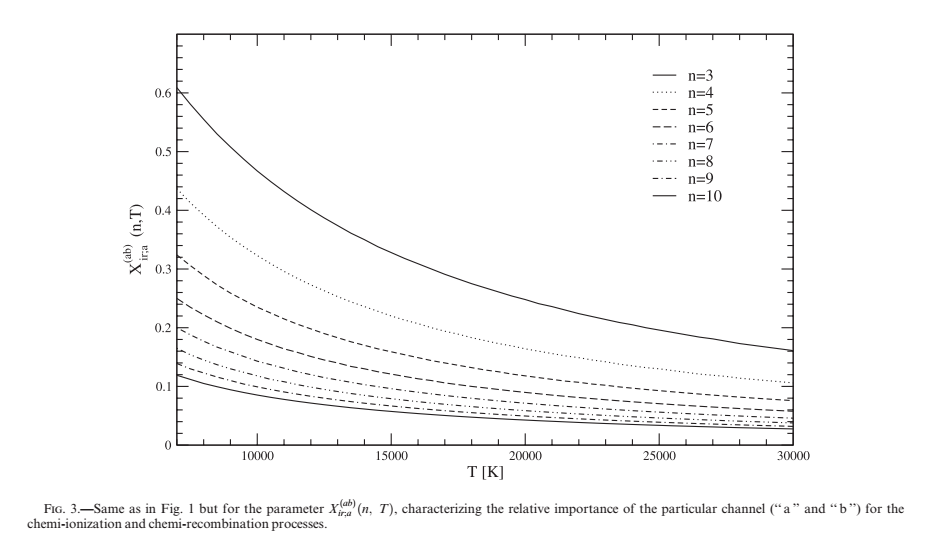 n=3
n=4
n=5
n=6
n=7
n=8
n=9
n=10
0.6
0.5
0.4
0.3
0.2
0.1
0
X_{ir;a}^{(ab)} (n,T)
10000 15000 20000 25000 30000
T [K]
FIG. 3.—Same as in Fig. 1 but for the parameter X_{ir;a}^{(ab)}(n, T), characterizing the relative importance of the particular channel (“a” and “b”) for the
chemi-ionization and chemi-recombination processes.